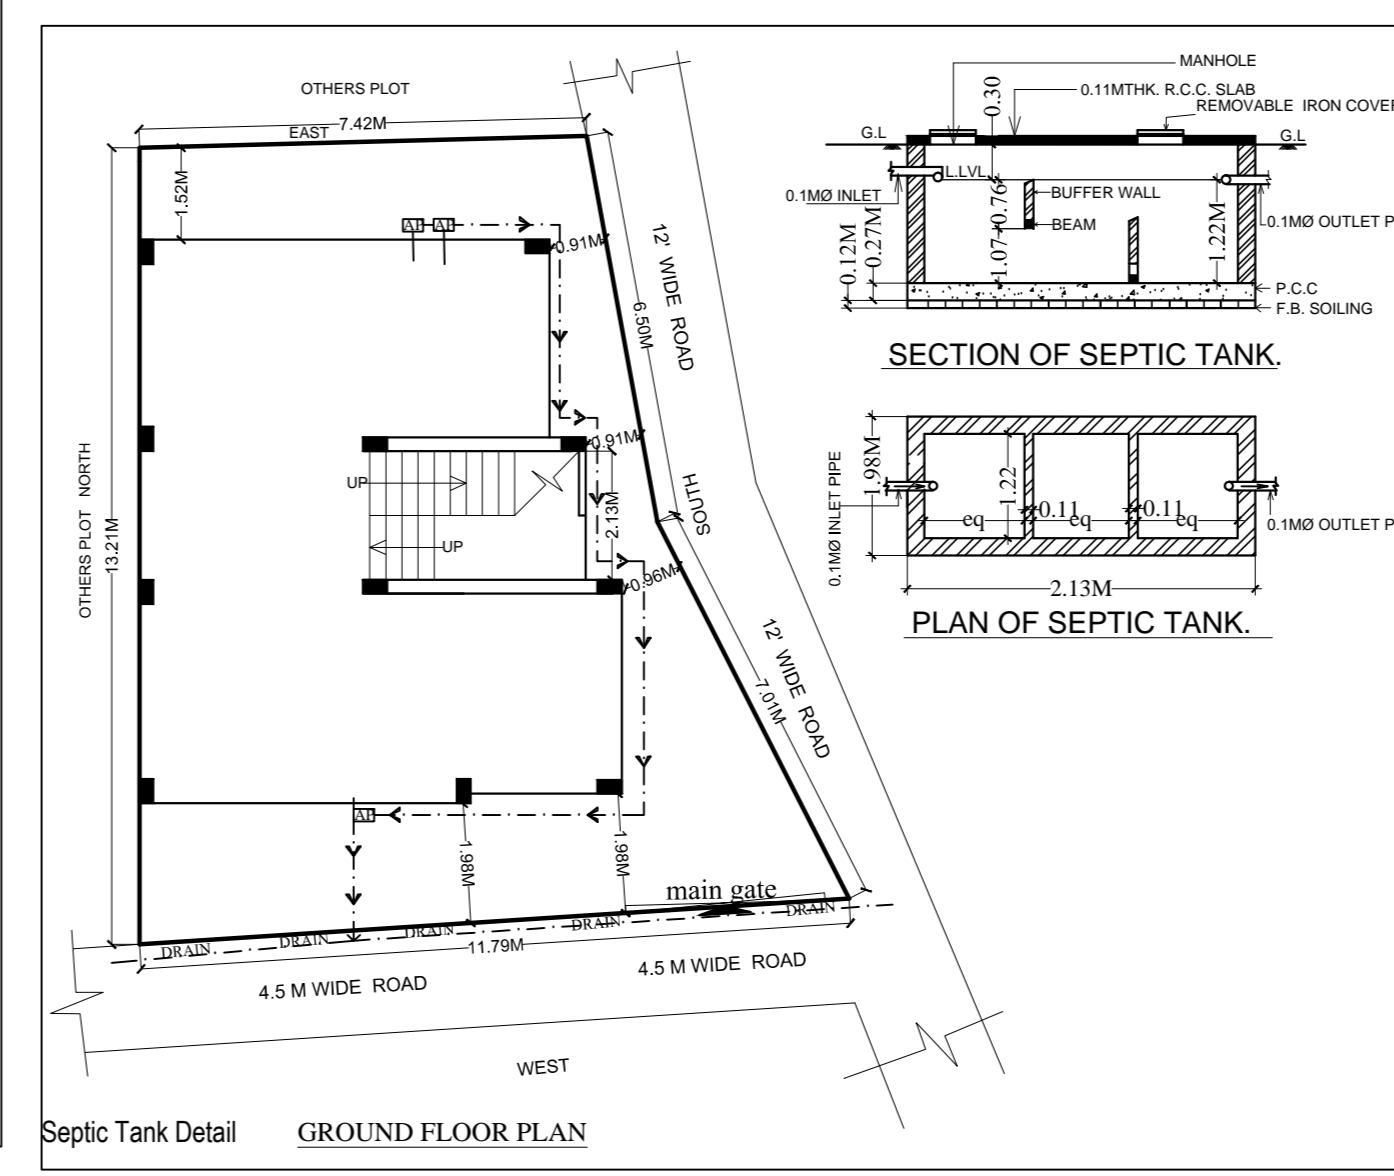 OTHERS PLOT
7.42M
EAST
1.52M
AP AP
0.91M
12' WIDE ROAD
6.50M
0.91M
SOUTH
OTHERS PLOT NORTH
13.21M
UP
UP
2.13M
0.96M
12' WIDE ROAD
7.01M
AP
1.98M
1.98M
main gate
DRAIN DRAIN DRAIN DRAIN DRAIN
11.79M
4.5 M WIDE ROAD
4.5 M WIDE ROAD
WEST
Septic Tank Detail
GROUND FLOOR PLAN
MANHOLE
0.11MTHK. R.C.C. SLAB
REMOVABLE IRON COVER
0.30
G.L
G.L
I.LVL
0.1MØ INLET
BUFFER WALL
0.76
BEAM
0.1MØ OUTLET P
1.22M
1.07
0.27M
0.12M
P.C.C
F.B. SOILING
SECTION OF SEPTIC TANK.
1.98M
0.1MØ INLET PIPE
1.22
0.11
0.11
eq
eq
eq
0.1MØ OUTLET P
2.13M
PLAN OF SEPTIC TANK.